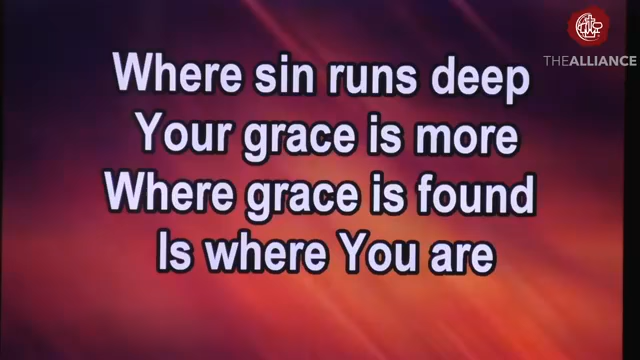 THEALLIANCE
Where sin runs deep
Your grace is more
Where grace is found
Is where You are